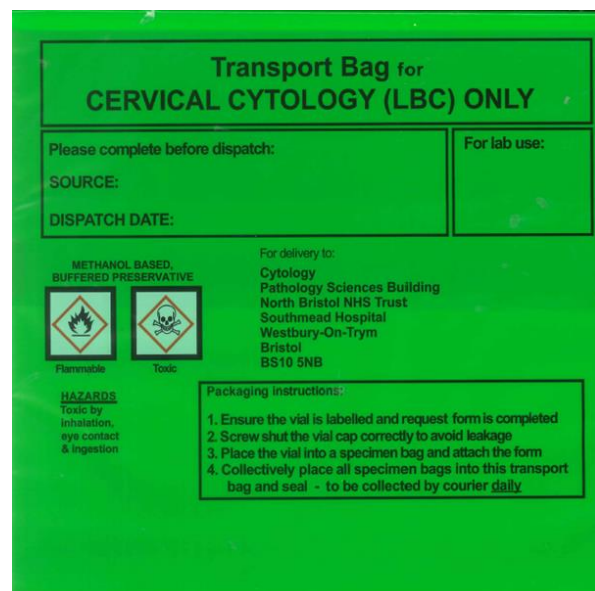 Transport Bag for
CERVICAL CYTOLOGY (LBC) ONLY
Please complete before dispatch:
SOURCE:
DISPATCH DATE:
For lab use:
METHANOL BASED,
BUFFERED PRESERVATIVE
Flammable
Toxic
HAZARDS
Toxic by
inhalation,
eye contact
& ingestion
For delivery to:
Cytology
Pathology Sciences Building
North Bristol NHS Trust
Southmead Hospital
Westbury-On-Trym
Bristol
BS10 5NB
Packaging instructions:
1. Ensure the vial is labelled and request form is completed
2. Screw shut the vial cap correctly to avoid leakage
3. Place the vial into a specimen bag and attach the form
4. Collectively place all specimen bags into this transport
bag and seal - to be collected by courier daily